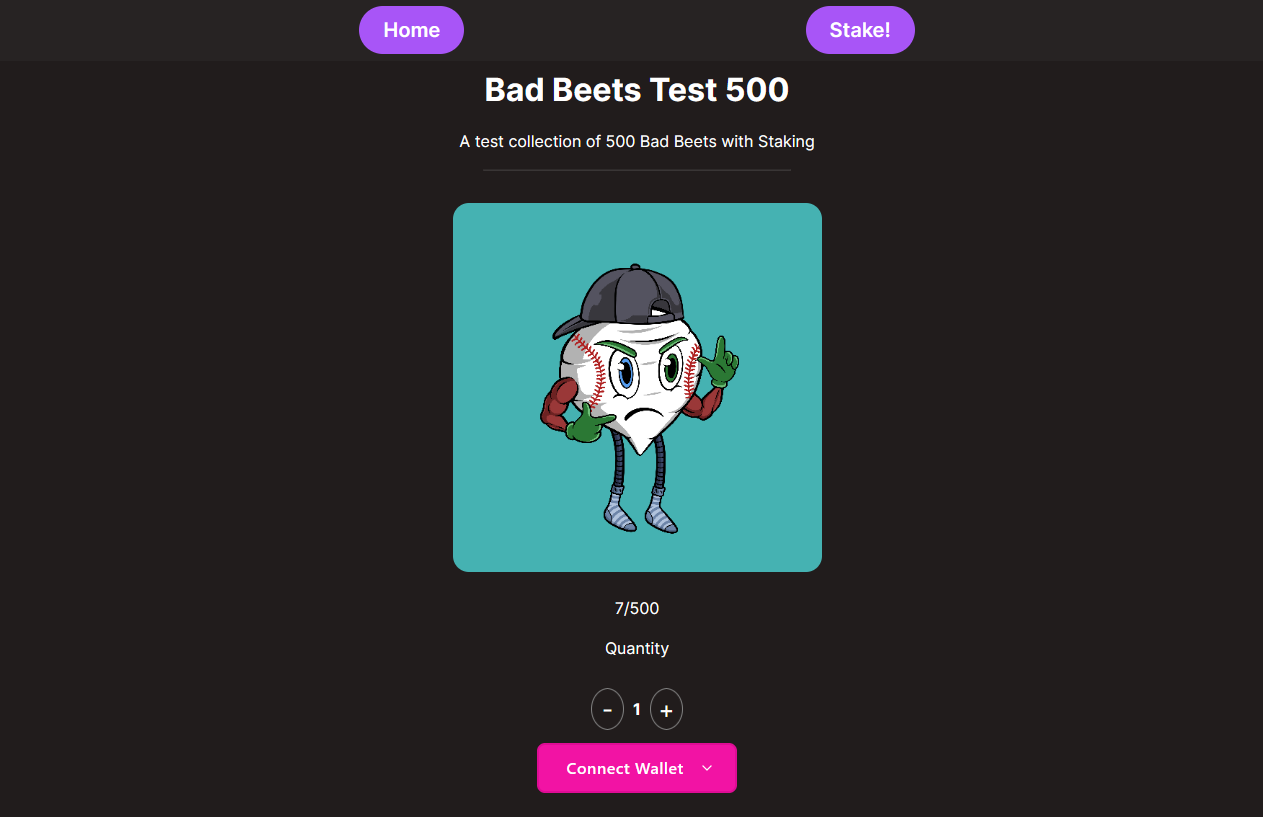 Home
Stake!
Bad Beets Test 500
A test collection of 500 Bad Beets with Staking
7/500
Quantity
- 1 +
Connect Wallet